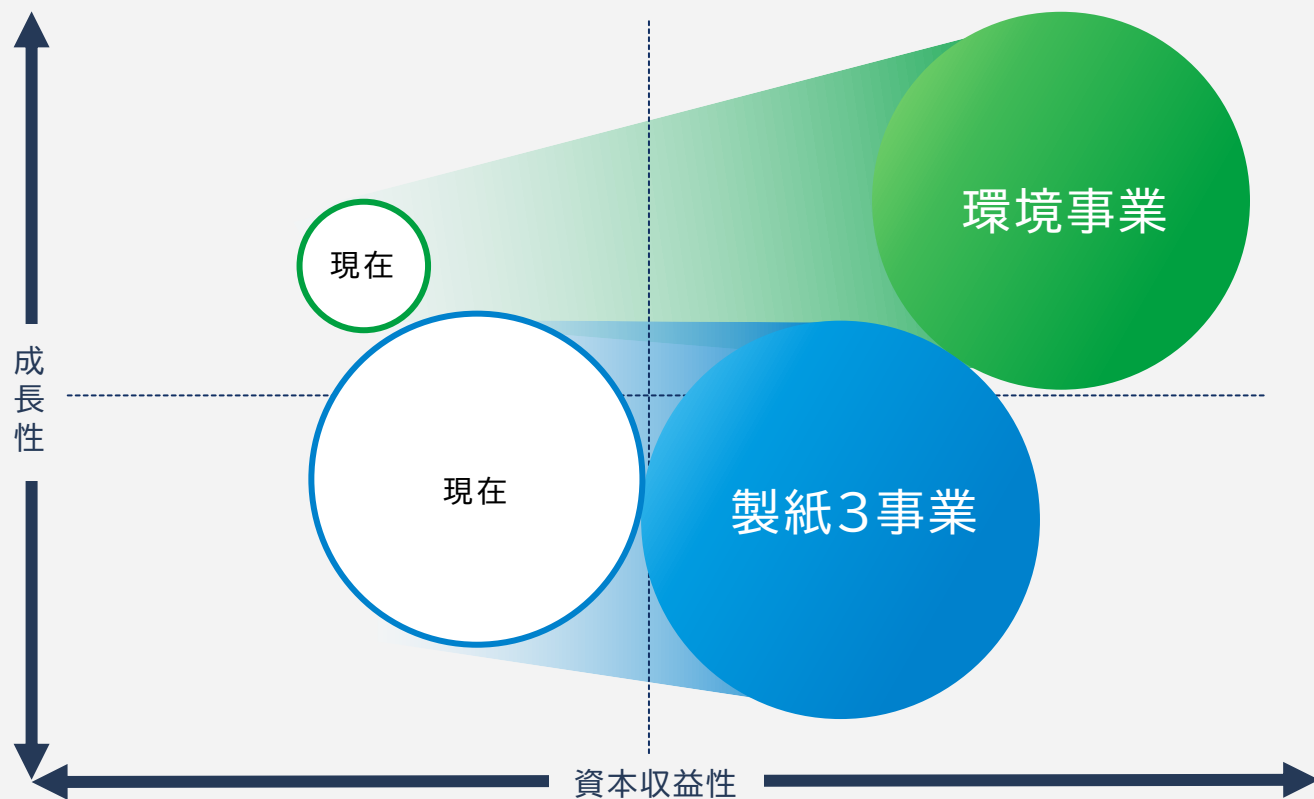 環境事業
現在
成長性
現在
製紙３事業
資本収益性